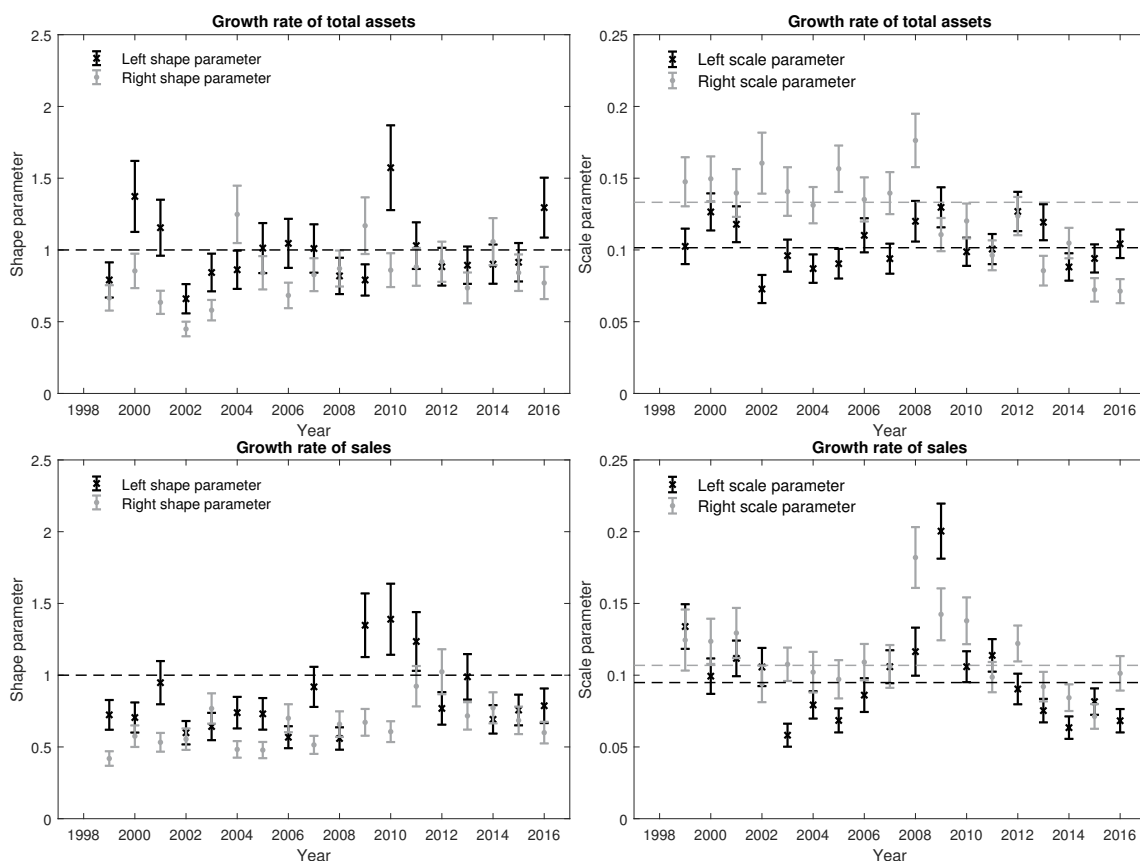 Growth rate of total assets
2.5
2
1.5
1
0.5
0
Shape parameter
Left shape parameter
Right shape parameter
1998 2000 2002 2004 2006 2008 2010 2012 2014 2016
Year
Growth rate of total assets
0.25
0.2
0.15
0.1
0.05
0
Scale parameter
Left scale parameter
Right scale parameter
1998 2000 2002 2004 2006 2008 2010 2012 2014 2016
Year
Growth rate of sales
2.5
2
1.5
1
0.5
0
Shape parameter
Left shape parameter
Right shape parameter
1998 2000 2002 2004 2006 2008 2010 2012 2014 2016
Year
Growth rate of sales
0.25
0.2
0.15
0.1
0.05
0
Scale parameter
Left scale parameter
Right scale parameter
1998 2000 2002 2004 2006 2008 2010 2012 2014 2016
Year